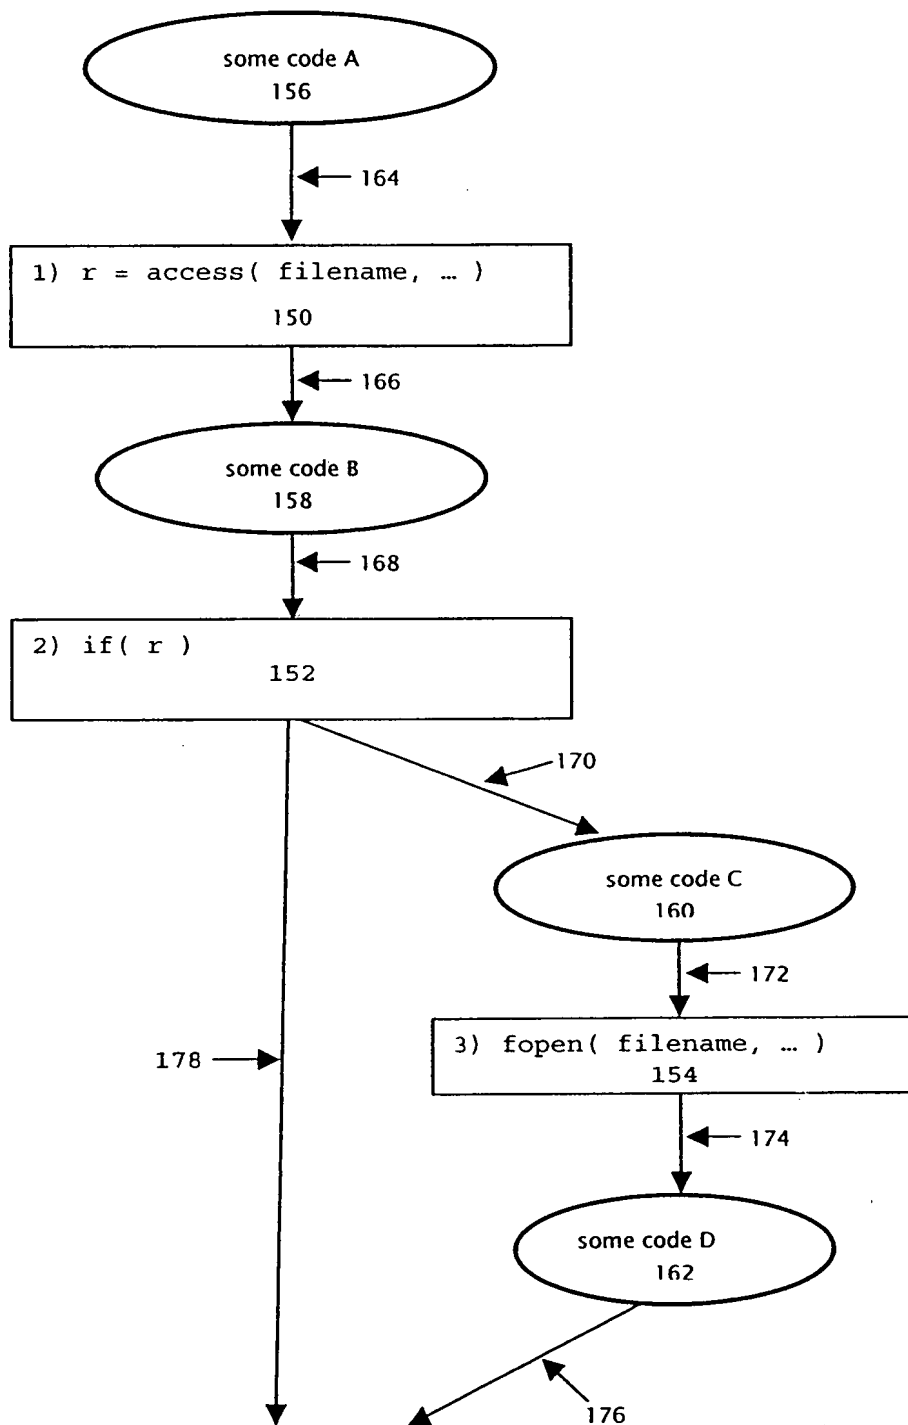 some code A
156
164
1) r = access( filename, … )
150
166
some code B
158
168
2) if( r )
152
170
some code C
160
172
178
3) fopen( filename, … )
154
174
some code D
162
176